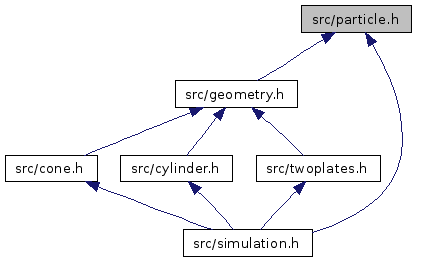 src/particle.h
src/geometry.h
src/cone.h
src/cylinder.h
src/twoplates.h
src/simulation.h